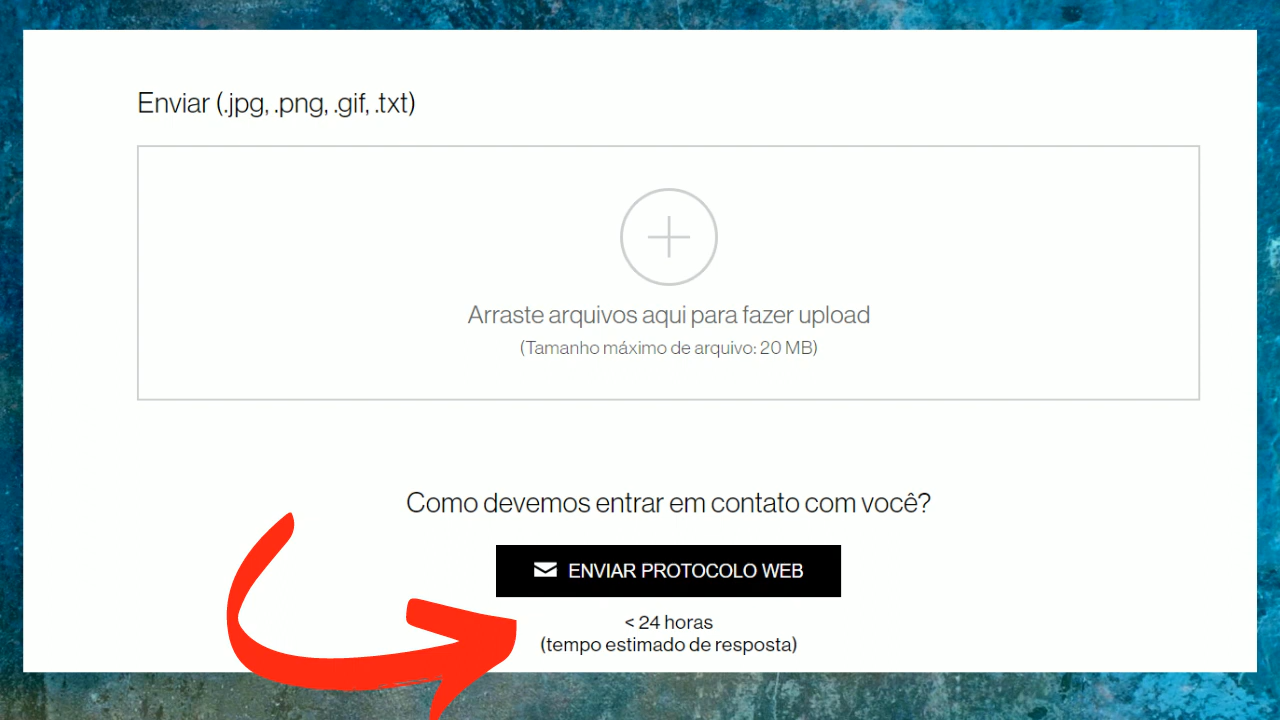 Enviar (.jpg, .png, .gif, .txt)
Arraste arquivos aqui para fazer upload
(Tamanho máximo de arquivo: 20 MB)
Como devemos entrar em contato com você?
ENVIAR PROTOCOLO WEB
< 24 horas
(tempo estimado de resposta)